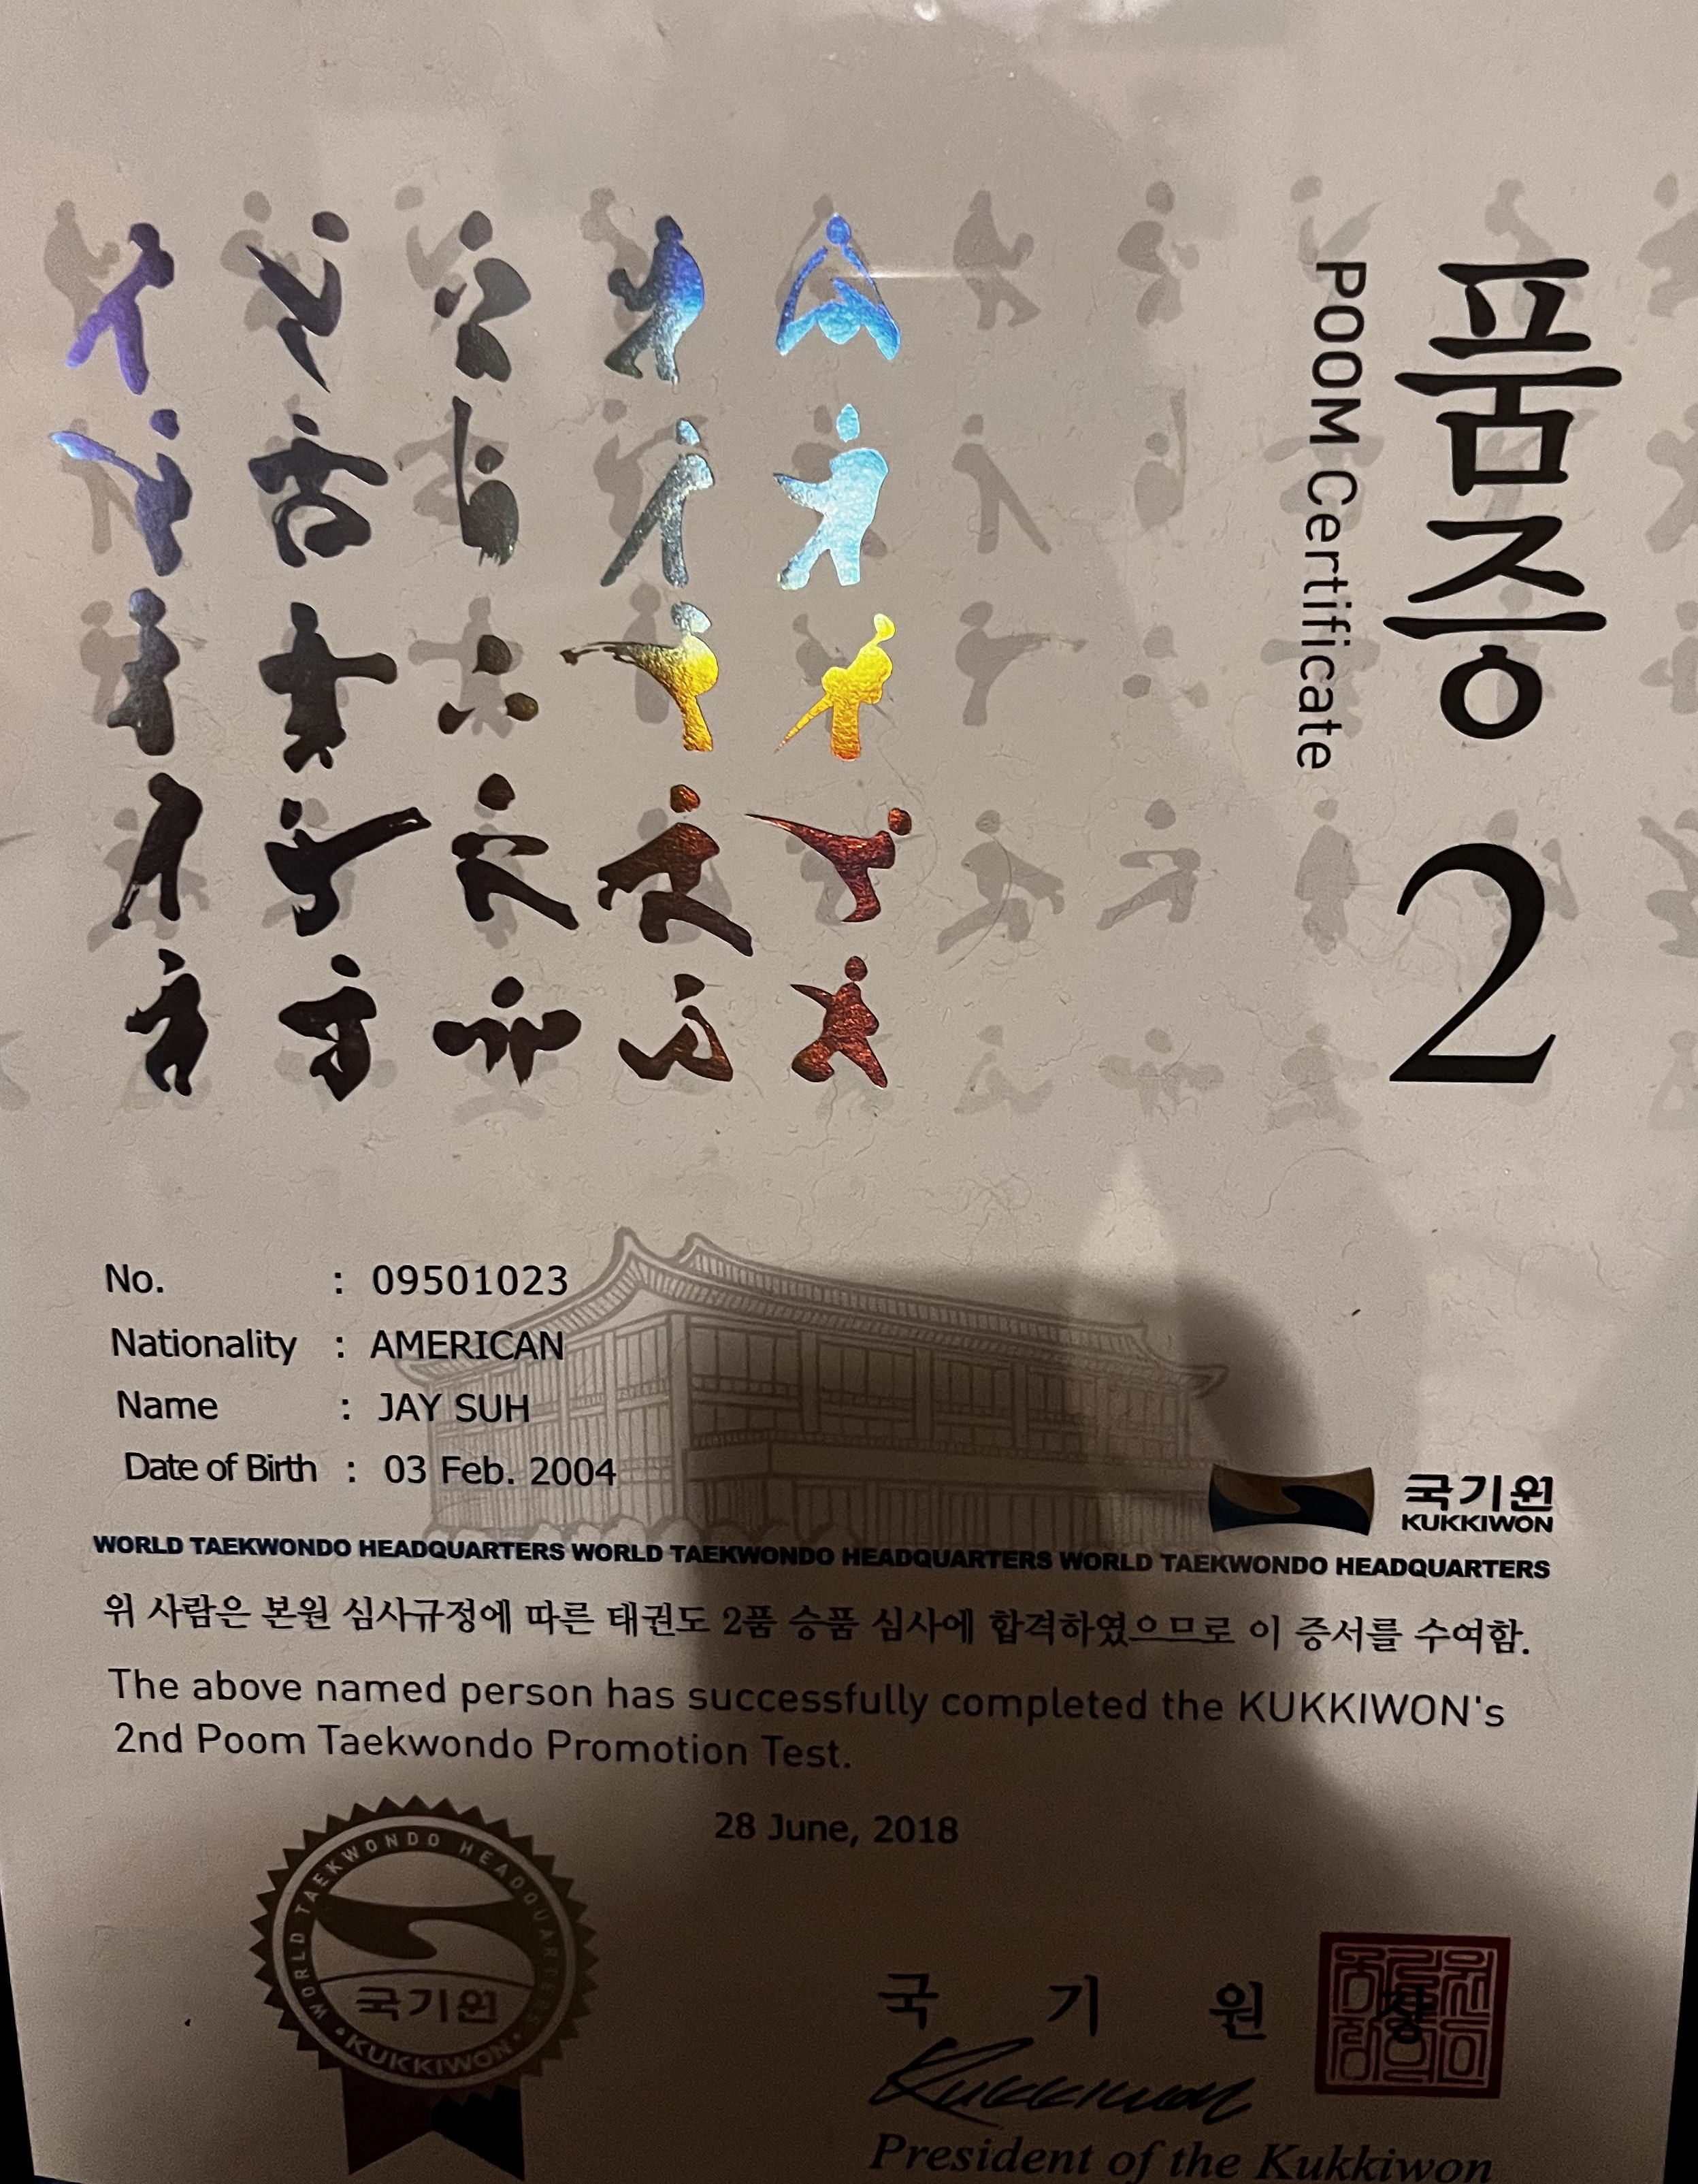 품증 2
POOM Certificate
No. : 09501023
Nationality : AMERICAN
Name : JAY SUH
Date of Birth : 03 Feb. 2004
국기원
KUKKIWON
WORLD TAEKWONDO HEADQUARTERS WORLD TAEKWONDO HEADQUARTERS WORLD TAEKWONDO HEADQUARTERS
위 사람은 본원 심사규정에 따른 태권도 2품 승품 심사에 합격하였으므로 이 증서를 수여함.
The above named person has successfully completed the KUKKIWON's
2nd Poom Taekwondo Promotion Test.
28 June, 2018
WORLD TAEKWONDO HEADQUARTERS
국기원
KUKKIWON
국 기 원 장
Kukkiwon
President of the Kukkiwon